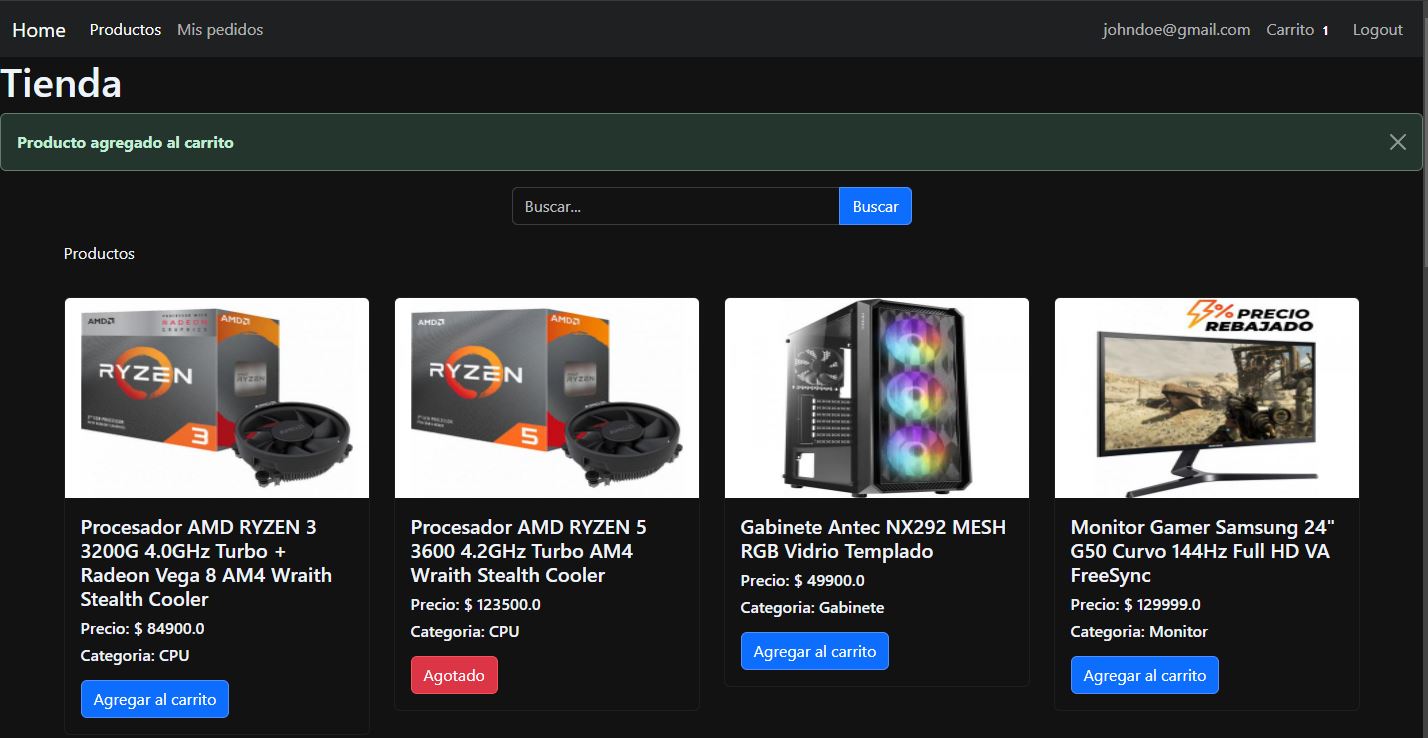 Home Productos Mis pedidos johndoe@gmail.com Carrito 1 Logout
Tienda
Producto agregado al carrito
Buscar... Buscar
Productos
AMD RADEON GRAPHICS AMD
RYZEN
RYZEN
3
AMD AMD
RYZEN
RYZEN
5
% PRECIO
REBAJADO
Procesador AMD RYZEN 3
3200G 4.0GHz Turbo +
Radeon Vega 8 AM4 Wraith
Stealth Cooler
Precio: $ 84900.0
Categoria: CPU
Agregar al carrito
Procesador AMD RYZEN 5
3600 4.2GHz Turbo AM4
Wraith Stealth Cooler
Precio: $ 123500.0
Categoria: CPU
Agotado
Gabinete Antec NX292 MESH
RGB Vidrio Templado
Precio: $ 49900.0
Categoria: Gabinete
Agregar al carrito
Monitor Gamer Samsung 24"
G50 Curvo 144Hz Full HD VA
FreeSync
Precio: $ 129999.0
Categoria: Monitor
Agregar al carrito